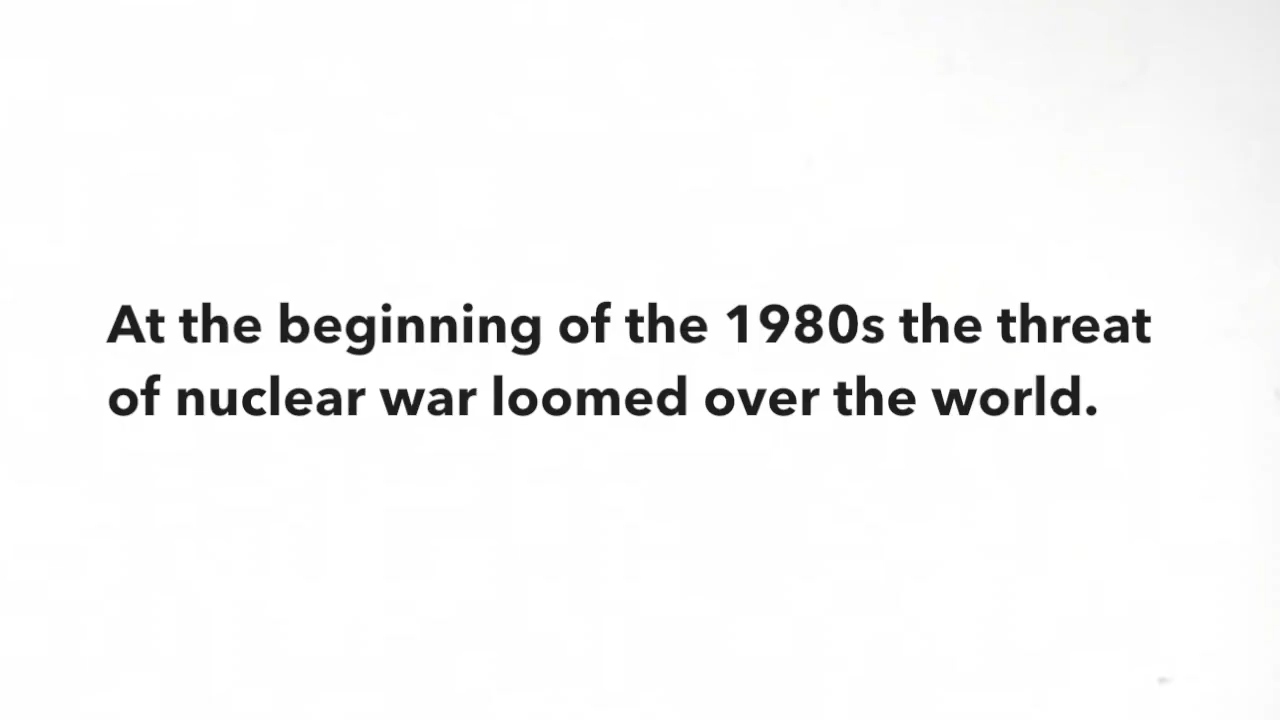 At the beginning of the 1980s the threat
of nuclear war loomed over the world.